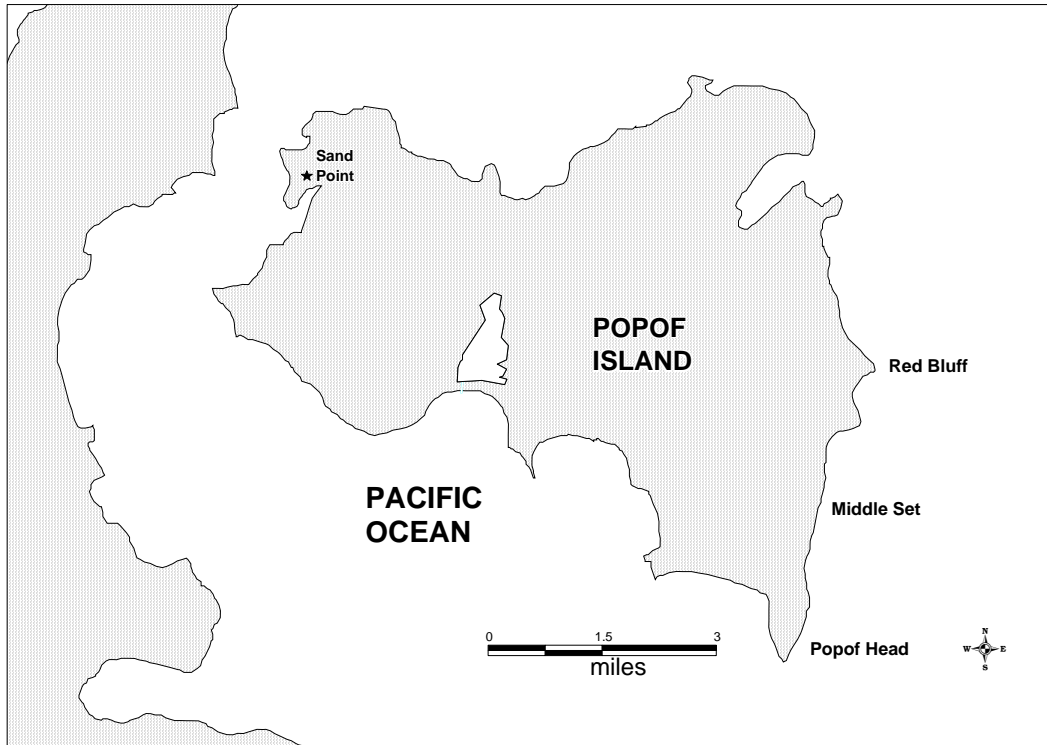 Sand
Point
POPOF
ISLAND
Red Bluff
PACIFIC
OCEAN
Middle Set
0 1.5 3
miles
Popof Head
N
W E
S